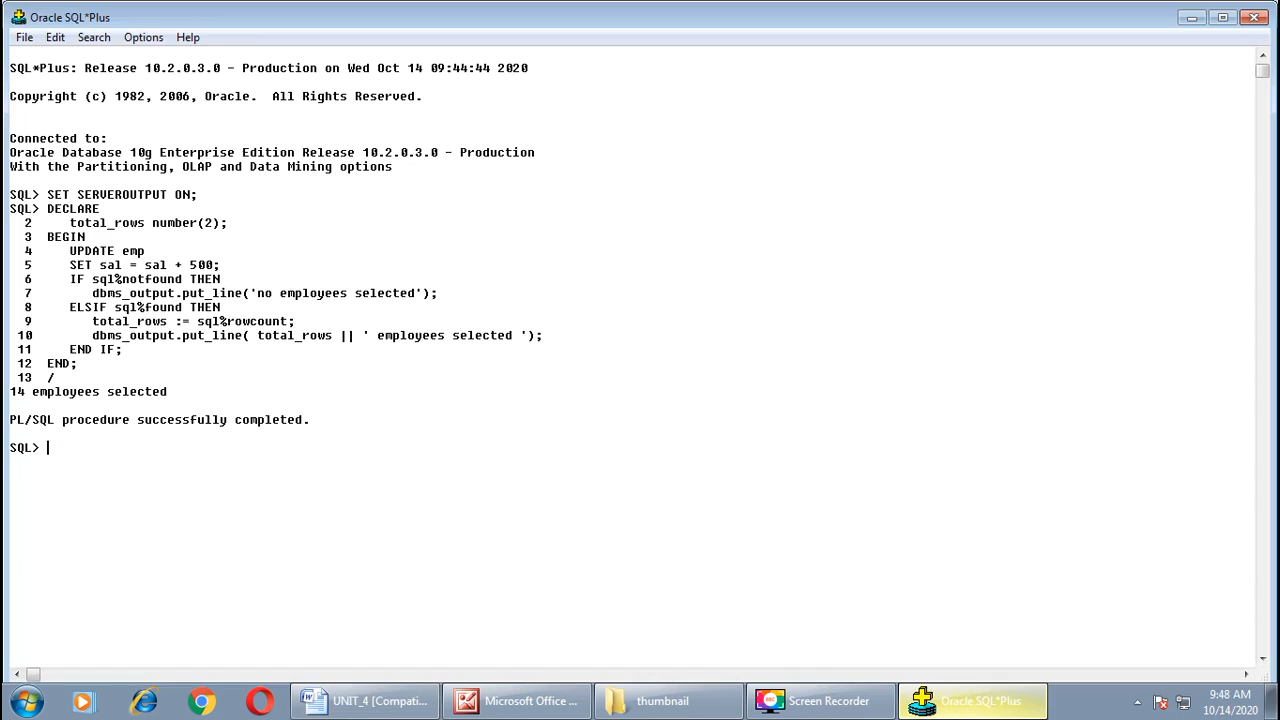 Oracle SQL*Plus
File Edit Search Options Help
SQL*Plus: Release 10.2.0.3.0 - Production on Wed Oct 14 09:44:44 2020
Copyright (c) 1982, 2006, Oracle.  All Rights Reserved.
Connected to:
Oracle Database 10g Enterprise Edition Release 10.2.0.3.0 - Production
With the Partitioning, OLAP and Data Mining options
SQL> SET SERVEROUTPUT ON;
SQL> DECLARE
  2     total_rows number(2);
  3  BEGIN
  4     UPDATE emp
  5     SET sal = sal + 500;
  6     IF sql%notfound THEN
  7        dbms_output.put_line('no employees selected');
  8     ELSIF sql%found THEN
  9        total_rows := sql%rowcount;
 10        dbms_output.put_line( total_rows || ' employees selected ');
 11     END IF;
 12  END;
 13  /
14 employees selected
PL/SQL procedure successfully completed.
SQL>
UNIT_4 [Compati... Microsoft Office ... thumbnail Screen Recorder Oracle SQL*Plus 9:48 AM
10/14/2020